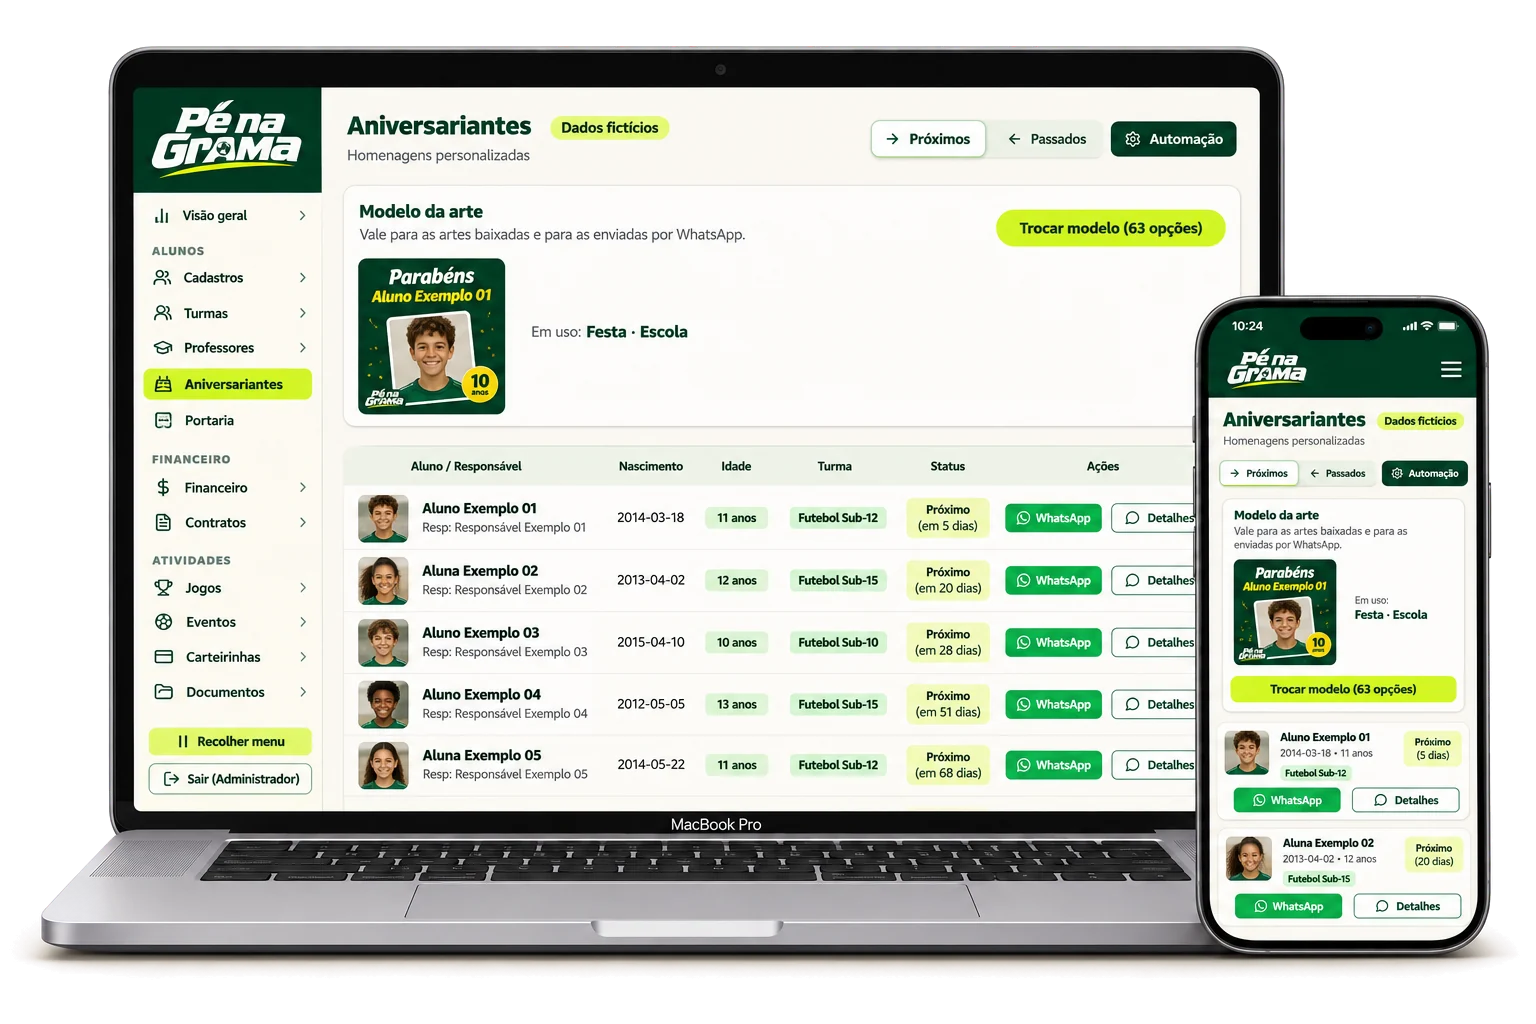 Pé na
GrAMa
Aniversariantes
Dados fictícios
Homenagens personalizadas
Próximos
Passados
Automação
Visão geral
ALUNOS
Cadastros
Turmas
Professores
Aniversariantes
Portaria
FINANCEIRO
Financeiro
Contratos
ATIVIDADES
Jogos
Eventos
Carteirinhas
Documentos
Recolher menu
Sair (Administrador)
Modelo da arte
Vale para as artes baixadas e para as enviadas por WhatsApp.
Trocar modelo (63 opções)
Parabéns
Aluno Exemplo 01
10
anos
Pé na
GrAMa
Em uso: Festa · Escola
Aluno / Responsável Nascimento Idade Turma Status Ações
Aluno Exemplo 01
Resp: Responsável Exemplo 01
2014-03-18
11 anos
Futebol Sub-12
Próximo
(em 5 dias)
WhatsApp
Detalhes
Aluna Exemplo 02
Resp: Responsável Exemplo 02
2013-04-02
12 anos
Futebol Sub-15
Próximo
(em 20 dias)
WhatsApp
Detalhes
Aluno Exemplo 03
Resp: Responsável Exemplo 03
2015-04-10
10 anos
Futebol Sub-10
Próximo
(em 28 dias)
WhatsApp
Detalhes
Aluno Exemplo 04
Resp: Responsável Exemplo 04
2012-05-05
13 anos
Futebol Sub-15
Próximo
(em 51 dias)
WhatsApp
Detalhes
Aluna Exemplo 05
Resp: Responsável Exemplo 05
2014-05-22
11 anos
Futebol Sub-12
Próximo
(em 68 dias)
WhatsApp
Detalhes
MacBook Pro
10:24
Pé na
GrAMa
Aniversariantes
Dados fictícios
Homenagens personalizadas
Próximos
Passados
Automação
Modelo da arte
Vale para as artes baixadas e para as
enviadas por WhatsApp.
Parabéns
Aluno Exemplo 01
10
anos
Pé na
GrAMa
Em uso:
Festa · Escola
Trocar modelo (63 opções)
Aluno Exemplo 01
2014-03-18 • 11 anos
Futebol Sub-12
Próximo
(5 dias)
WhatsApp
Detalhes
Aluna Exemplo 02
2013-04-02 • 12 anos
Futebol Sub-15
Próximo
(20 dias)
WhatsApp
Detalhes